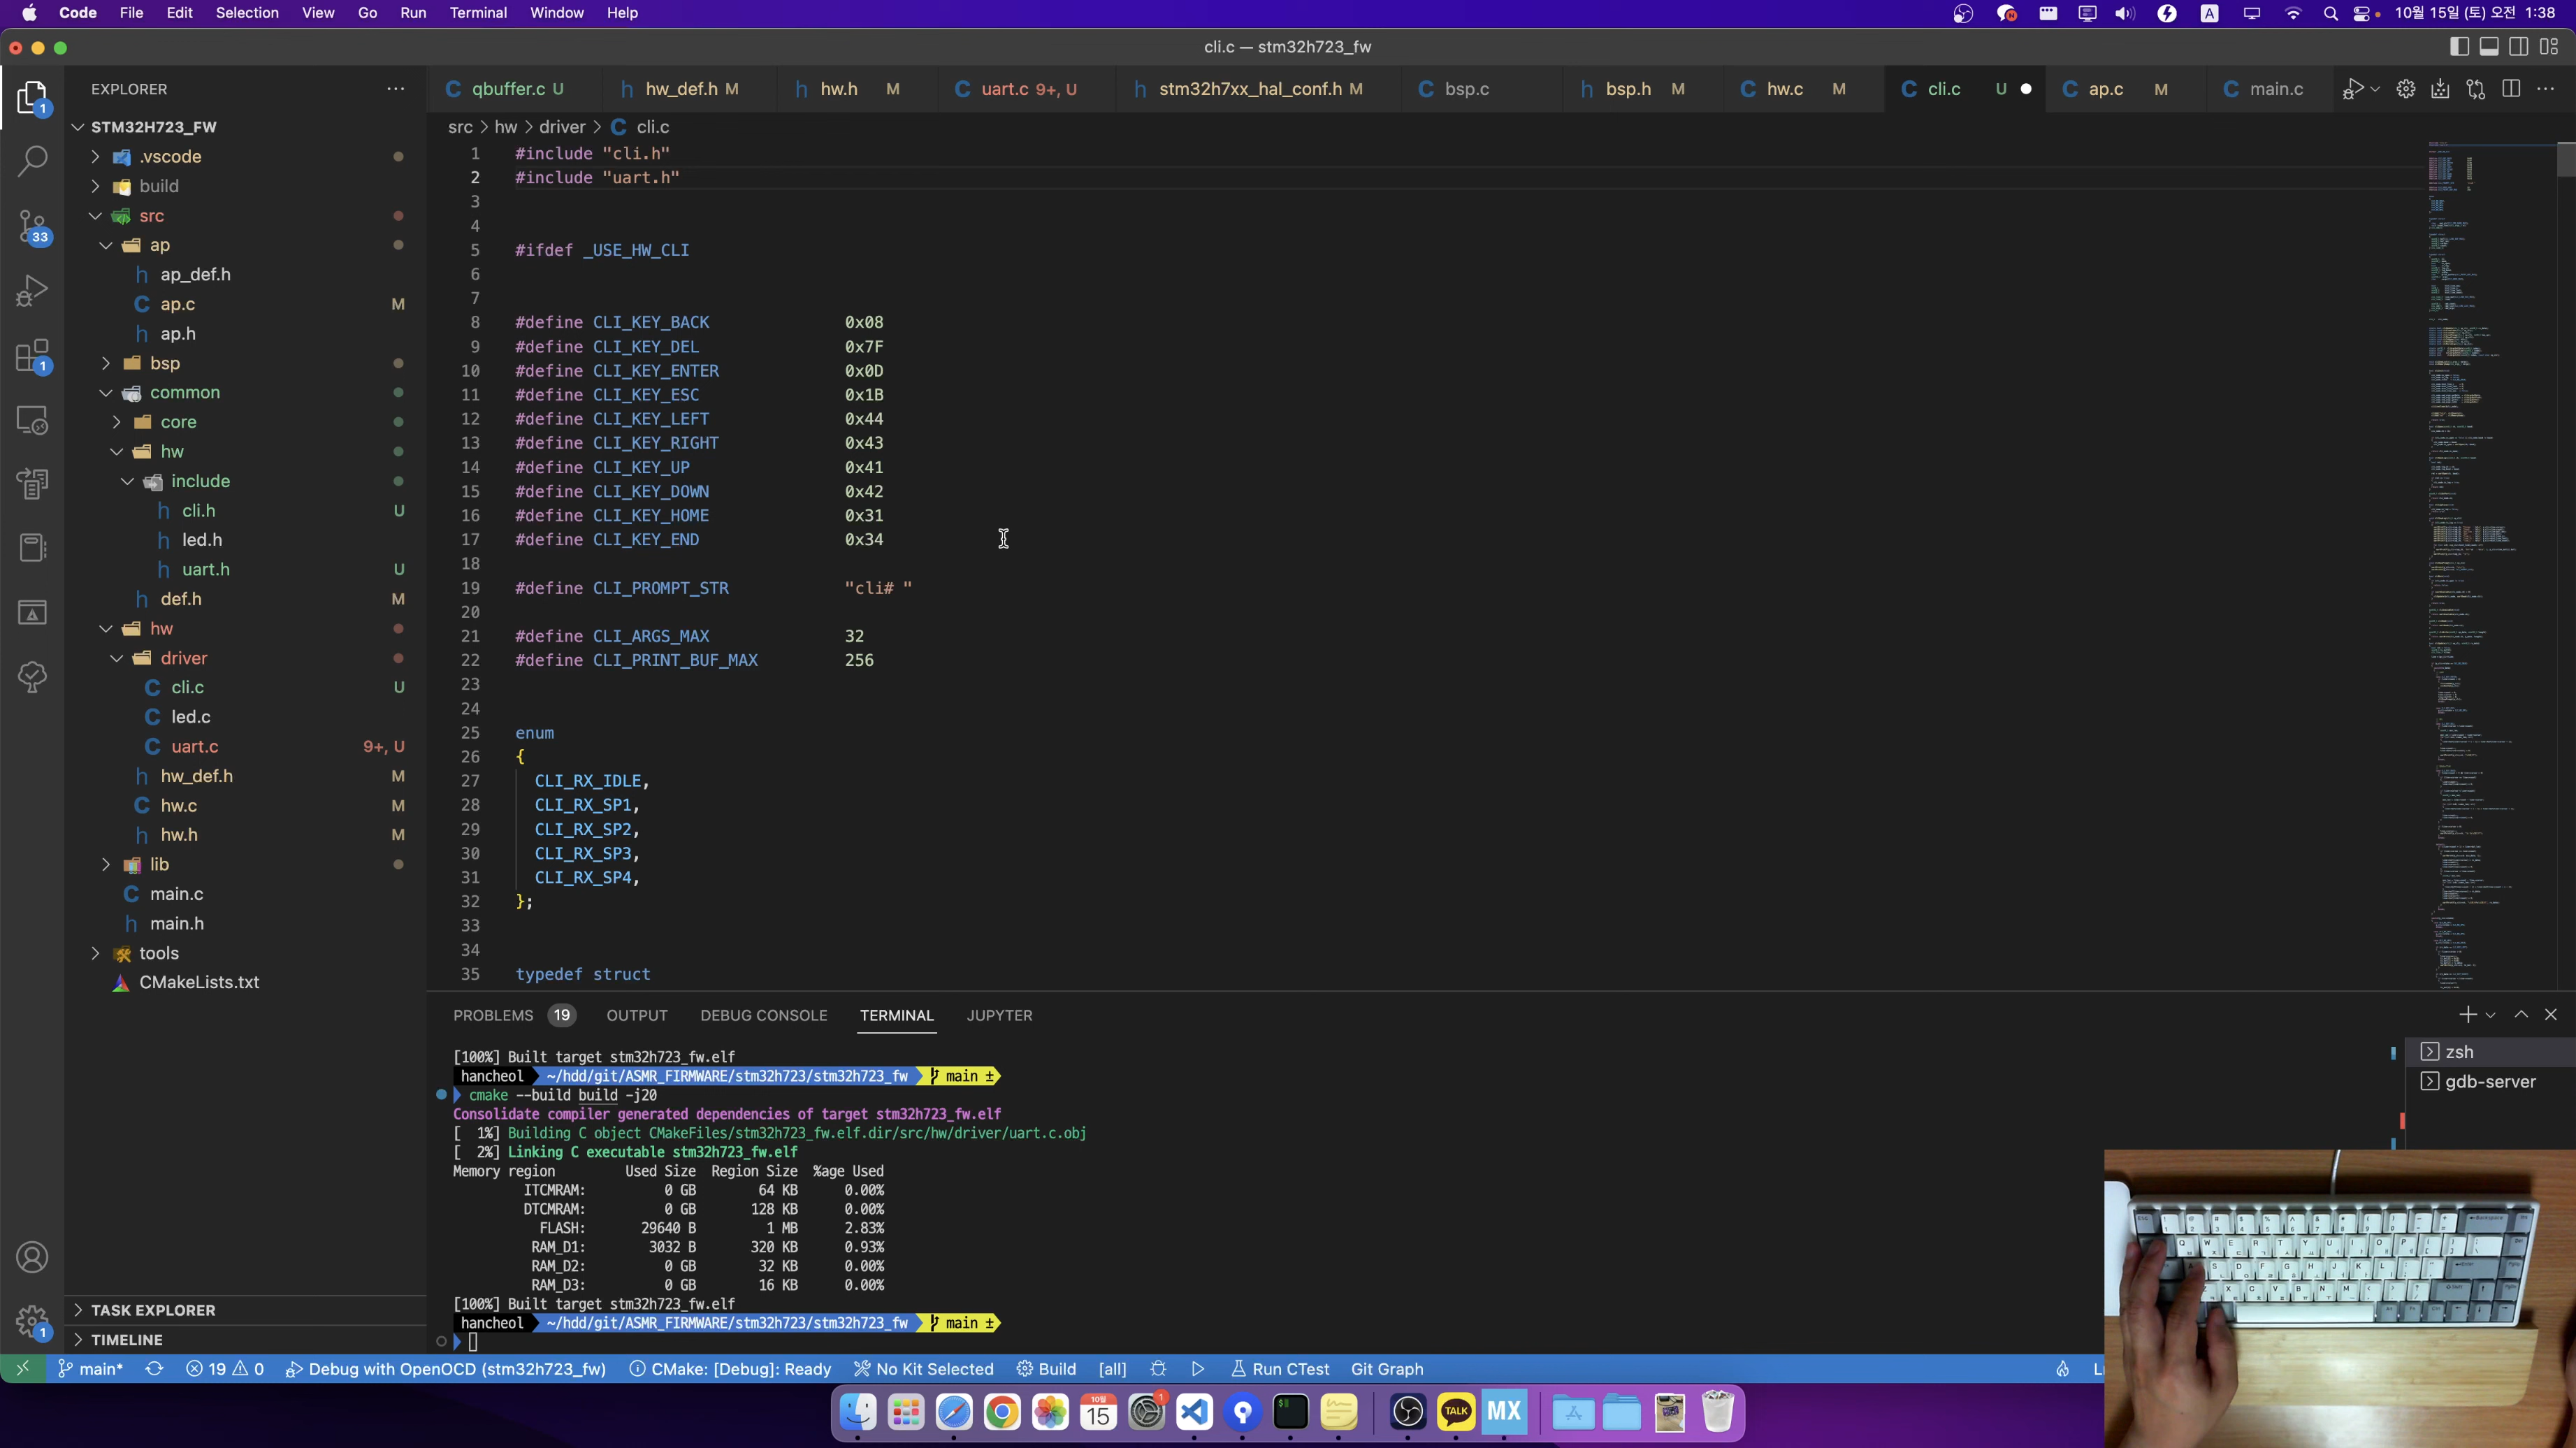 Code File Edit Selection View Go Run Terminal Window Help
A 10월 15일 (토) 오전 1:38
cli.c — stm32h723_fw
EXPLORER
qbuffer.c U hw_def.h M hw.h M uart.c 9+, U stm32h7xx_hal_conf.h M bsp.c bsp.h M hw.c M cli.c U ap.c M main.c
src > hw > driver > C cli.c
STM32H723_FW
.vscode
build
src
ap
ap_def.h
ap.c M
ap.h
bsp
common
core
hw
include
cli.h U
led.h
uart.h U
def.h M
hw
driver
cli.c U
led.c
uart.c 9+, U
hw_def.h M
hw.c M
hw.h M
lib
main.c
main.h
tools
CMakeLists.txt
TASK EXPLORER
TIMELINE
1 #include "cli.h"
2 #include "uart.h"
3
4
5 #ifdef _USE_HW_CLI
6
7
8 #define CLI_KEY_BACK 0x08
9 #define CLI_KEY_DEL 0x7F
10 #define CLI_KEY_ENTER 0x0D
11 #define CLI_KEY_ESC 0x1B
12 #define CLI_KEY_LEFT 0x44
13 #define CLI_KEY_RIGHT 0x43
14 #define CLI_KEY_UP 0x41
15 #define CLI_KEY_DOWN 0x42
16 #define CLI_KEY_HOME 0x31
17 #define CLI_KEY_END 0x34
18
19 #define CLI_PROMPT_STR "cli# "
20
21 #define CLI_ARGS_MAX 32
22 #define CLI_PRINT_BUF_MAX 256
23
24
25 enum
26 {
27 CLI_RX_IDLE,
28 CLI_RX_SP1,
29 CLI_RX_SP2,
30 CLI_RX_SP3,
31 CLI_RX_SP4,
32 };
33
34
35 typedef struct
PROBLEMS 19 OUTPUT DEBUG CONSOLE TERMINAL JUPYTER
[100%] Built target stm32h723_fw.elf
hancheol ~/hdd/git/ASMR_FIRMWARE/stm32h723/stm32h723_fw main ±
cmake --build build -j20
Consolidate compiler generated dependencies of target stm32h723_fw.elf
[ 1%] Building C object CMakeFiles/stm32h723_fw.elf.dir/src/hw/driver/uart.c.obj
[ 2%] Linking C executable stm32h723_fw.elf
Memory region Used Size Region Size %age Used
ITCMRAM: 0 GB 64 KB 0.00%
DTCMRAM: 0 GB 128 KB 0.00%
FLASH: 29640 B 1 MB 2.83%
RAM_D1: 3032 B 320 KB 0.93%
RAM_D2: 0 GB 32 KB 0.00%
RAM_D3: 0 GB 16 KB 0.00%
[100%] Built target stm32h723_fw.elf
hancheol ~/hdd/git/ASMR_FIRMWARE/stm32h723/stm32h723_fw main ±
zsh
gdb-server
main* 19 0 Debug with OpenOCD (stm32h723_fw) CMake: [Debug]: Ready No Kit Selected Build [all] Run CTest Git Graph
10월
15
1
TALK
MX
1
33
1
1